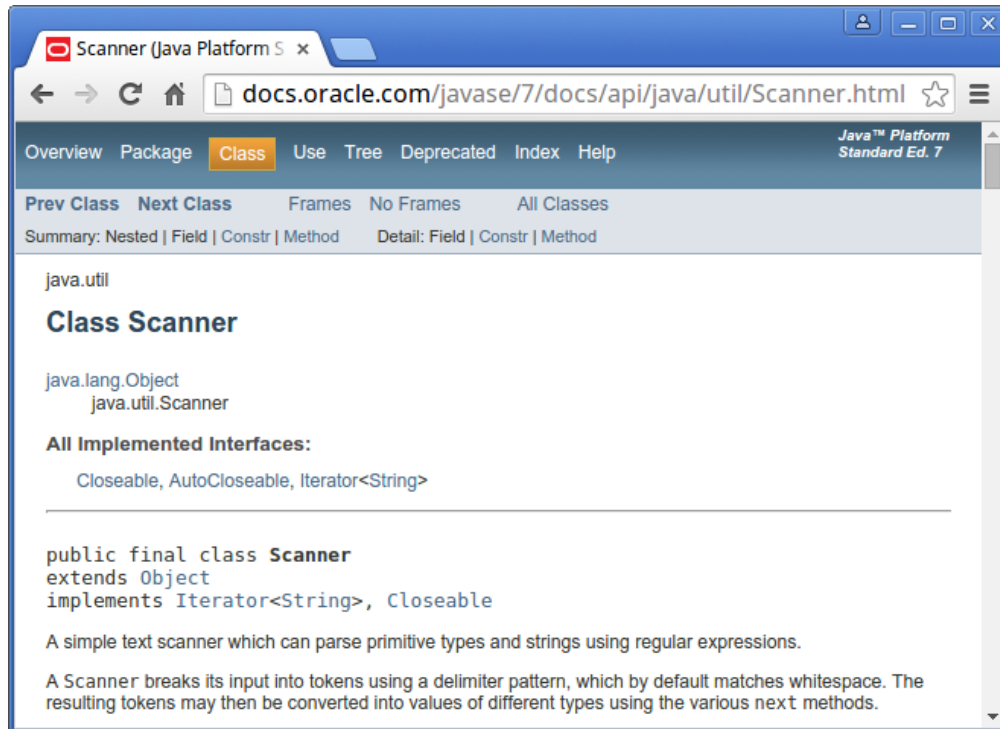 Scanner (Java Platform S
docs.oracle.com/javase/7/docs/api/java/util/Scanner.html
Java™ Platform
Standard Ed. 7
Overview Package Class Use Tree Deprecated Index Help
Prev Class Next Class Frames No Frames All Classes
Summary: Nested | Field | Constr | Method Detail: Field | Constr | Method
java.util
Class Scanner
java.lang.Object
java.util.Scanner
All Implemented Interfaces:
Closeable, AutoCloseable, Iterator<String>
public final class Scanner
extends Object
implements Iterator<String>, Closeable
A simple text scanner which can parse primitive types and strings using regular expressions.
A Scanner breaks its input into tokens using a delimiter pattern, which by default matches whitespace. The
resulting tokens may then be converted into values of different types using the various next methods.